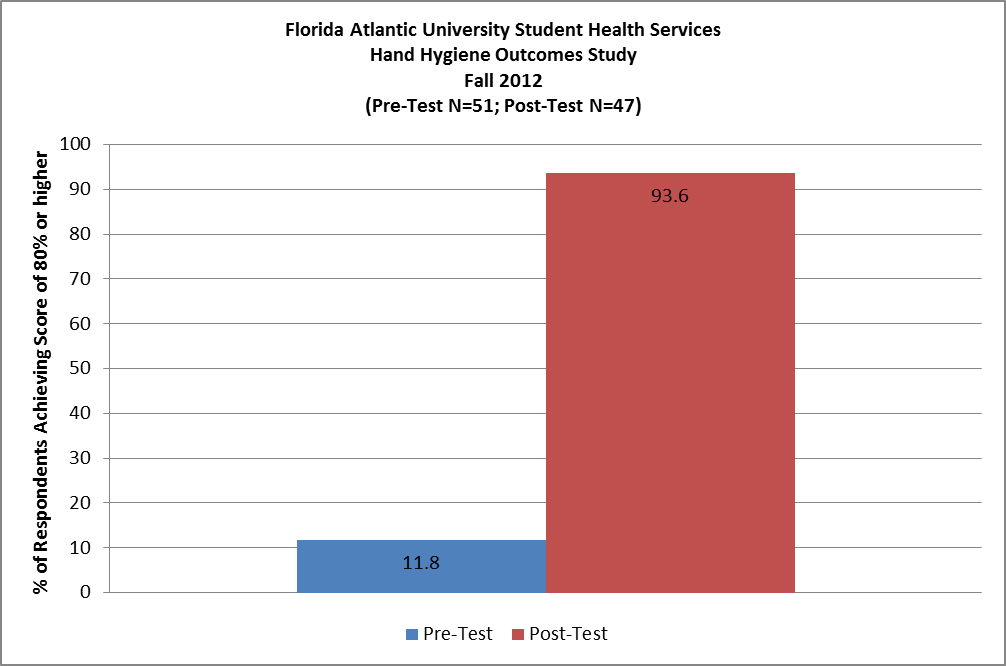 Florida Atlantic University Student Health Services
Hand Hygiene Outcomes Study
Fall 2012
(Pre-Test N=51; Post-Test N=47)
% of Respondents Achieving Score of 80% or higher
100
90
80
70
60
50
40
30
20
10
0
93.6
11.8
Pre-Test
Post-Test